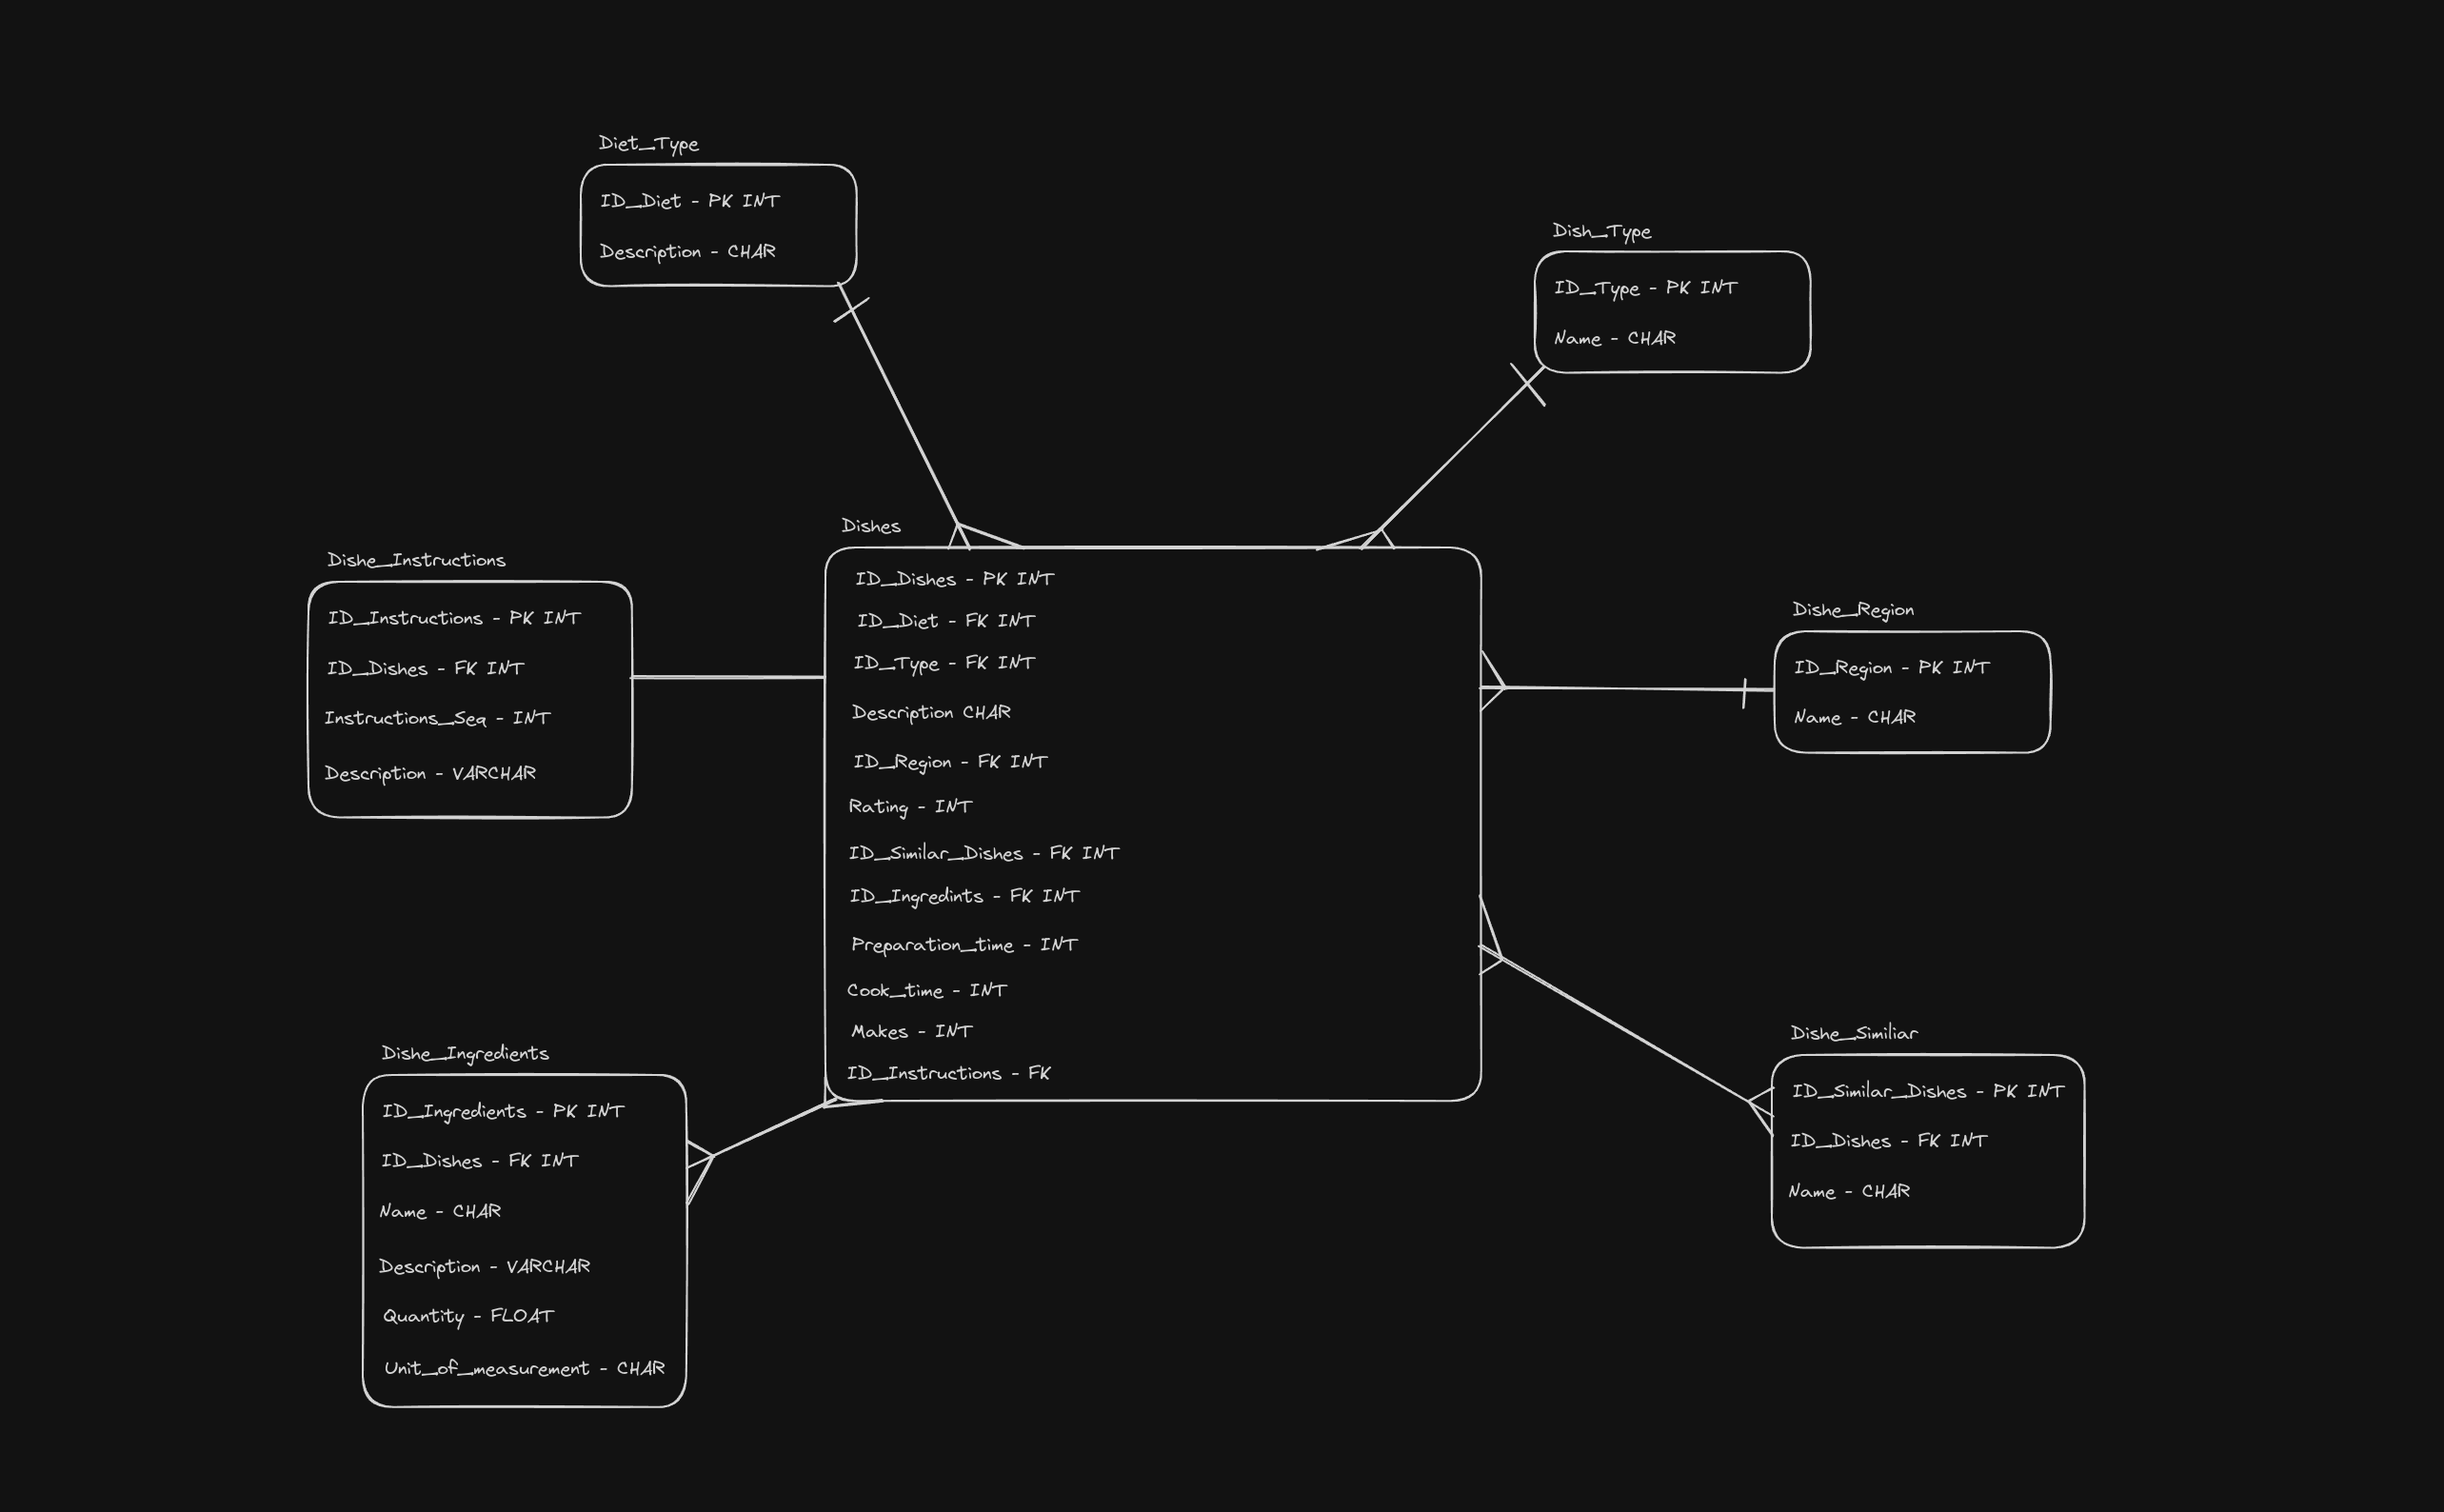 Diet_Type
ID_Diet - PK INT
Description - CHAR
Dish_Type
ID_Type - PK INT
Name - CHAR
Dishes
ID_Dishes - PK INT
ID_Diet - FK INT
ID_Type - FK INT
Description CHAR
ID_Region - FK INT
Rating - INT
ID_Similar_Dishes - FK INT
ID_Ingredints - FK INT
Preparation_time - INT
Cook_time - INT
Makes - INT
ID_Instructions - FK
Dishe_Instructions
ID_Instructions - PK INT
ID_Dishes - FK INT
Instructions_Seq - INT
Description - VARCHAR
Dishe_Region
ID_Region - PK INT
Name - CHAR
Dishe_Ingredients
ID_Ingredients - PK INT
ID_Dishes - FK INT
Name - CHAR
Description - VARCHAR
Quantity - FLOAT
Unit_of_measurement - CHAR
Dishe_Similiar
ID_Similar_Dishes - PK INT
ID_Dishes - FK INT
Name - CHAR